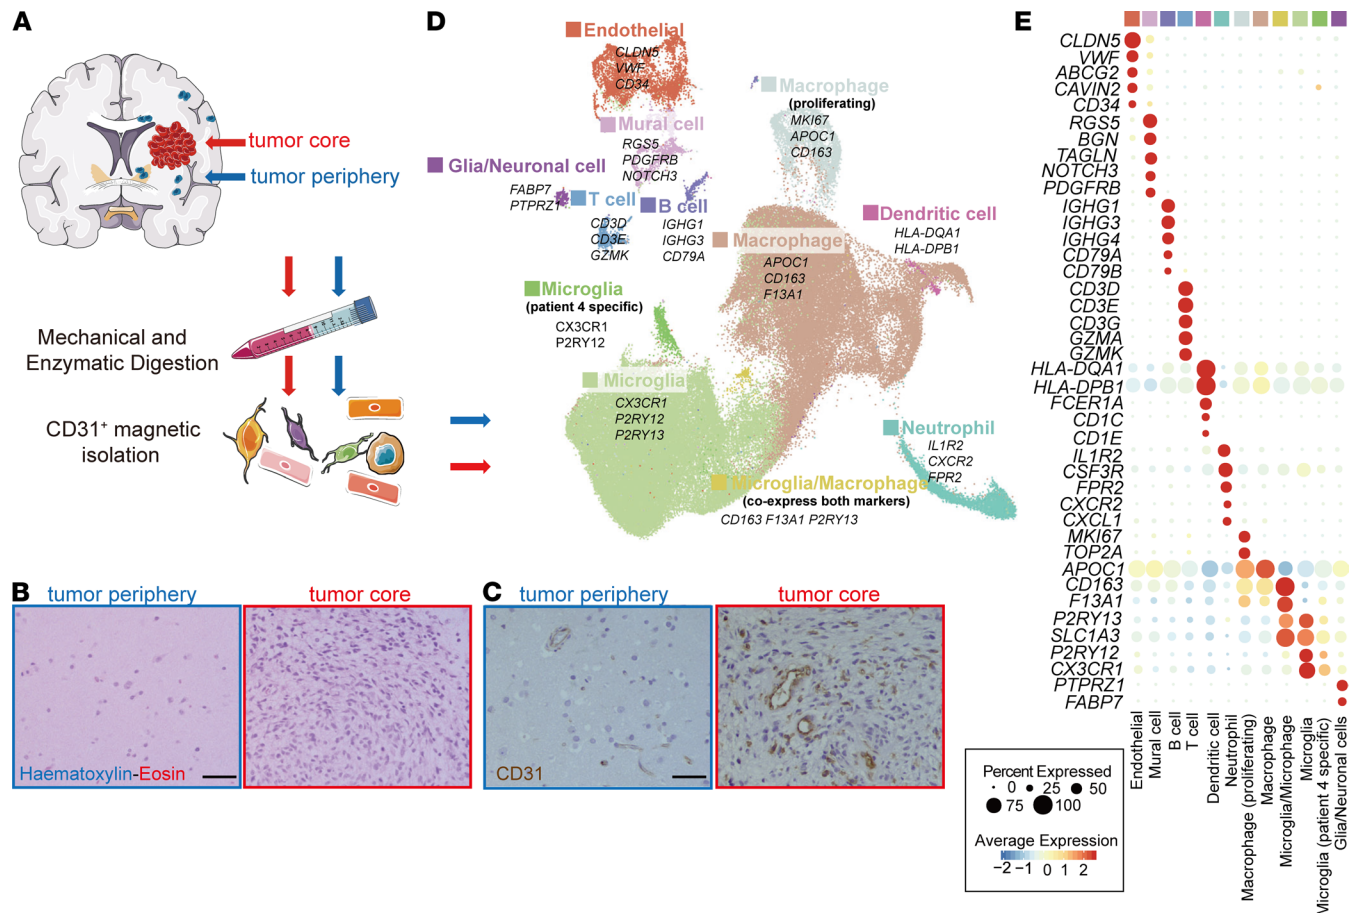 A
tumor core
tumor periphery
Mechanical and
Enzymatic Digestion
CD31+ magnetic
isolation
B
tumor periphery
tumor core
Haematoxylin-Eosin
C
tumor periphery
tumor core
CD31
D
Endothelial
CLDN5
VWF
CD34
Mural cell
RGS5
PDGFRB
NOTCH3
Glia/Neuronal cell
FABP7
PTPRZ1
T cell
CD3D
CD3E
GZMK
B cell
IGHG1
IGHG3
CD79A
Macrophage
(proliferating)
MKI67
APOC1
CD163
Macrophage
APOC1
CD163
F13A1
Dendritic cell
HLA-DQA1
HLA-DPB1
Microglia
(patient 4 specific)
CX3CR1
P2RY12
Microglia
CX3CR1
P2RY12
P2RY13
Neutrophil
IL1R2
CXCR2
FPR2
Microglia/Macrophage
(co-express both markers)
CD163 F13A1 P2RY13
E
CLDN5
VWF
ABCG2
CAVIN2
CD34
RGS5
BGN
TAGLN
NOTCH3
PDGFRB
IGHG1
IGHG3
IGHG4
CD79A
CD79B
CD3D
CD3E
CD3G
GZMA
GZMK
HLA-DQA1
HLA-DPB1
FCER1A
CD1C
CD1E
IL1R2
CSF3R
FPR2
CXCR2
CXCL1
MKI67
TOP2A
APOC1
CD163
F13A1
P2RY13
SLC1A3
P2RY12
CX3CR1
PTPRZ1
FABP7
Endothelial
Mural cell
B cell
T cell
Dendritic cell
Neutrophil
Macrophage (proliferating)
Macrophage
Microglia/Microphage
Microglia
Microglia (patient 4 specific)
Glia/Neuronal cells
Percent Expressed
0 25 50
75 100
Average Expression
−2 −1 0 1 2